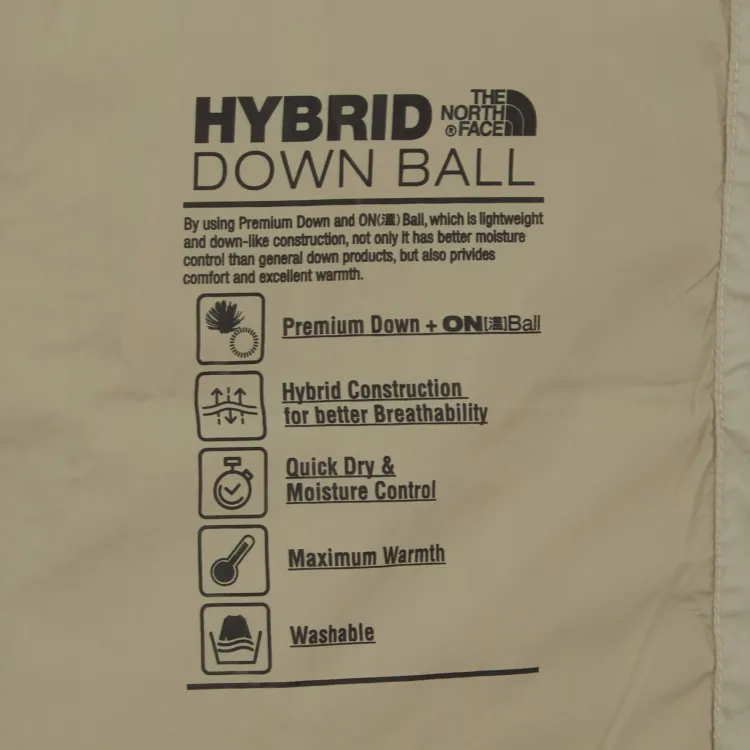 HYBRID
THE
NORTH
®FACE
DOWN BALL
By using Premium Down and ON(温) Ball, which is lightweight
and down-like construction, not only it has better moisture
control than general down products, but also privides
comfort and excellent warmth.
Premium Down + ON[温]Ball
Hybrid Construction
for better Breathability
Quick Dry &
Moisture Control
Maximum Warmth
Washable